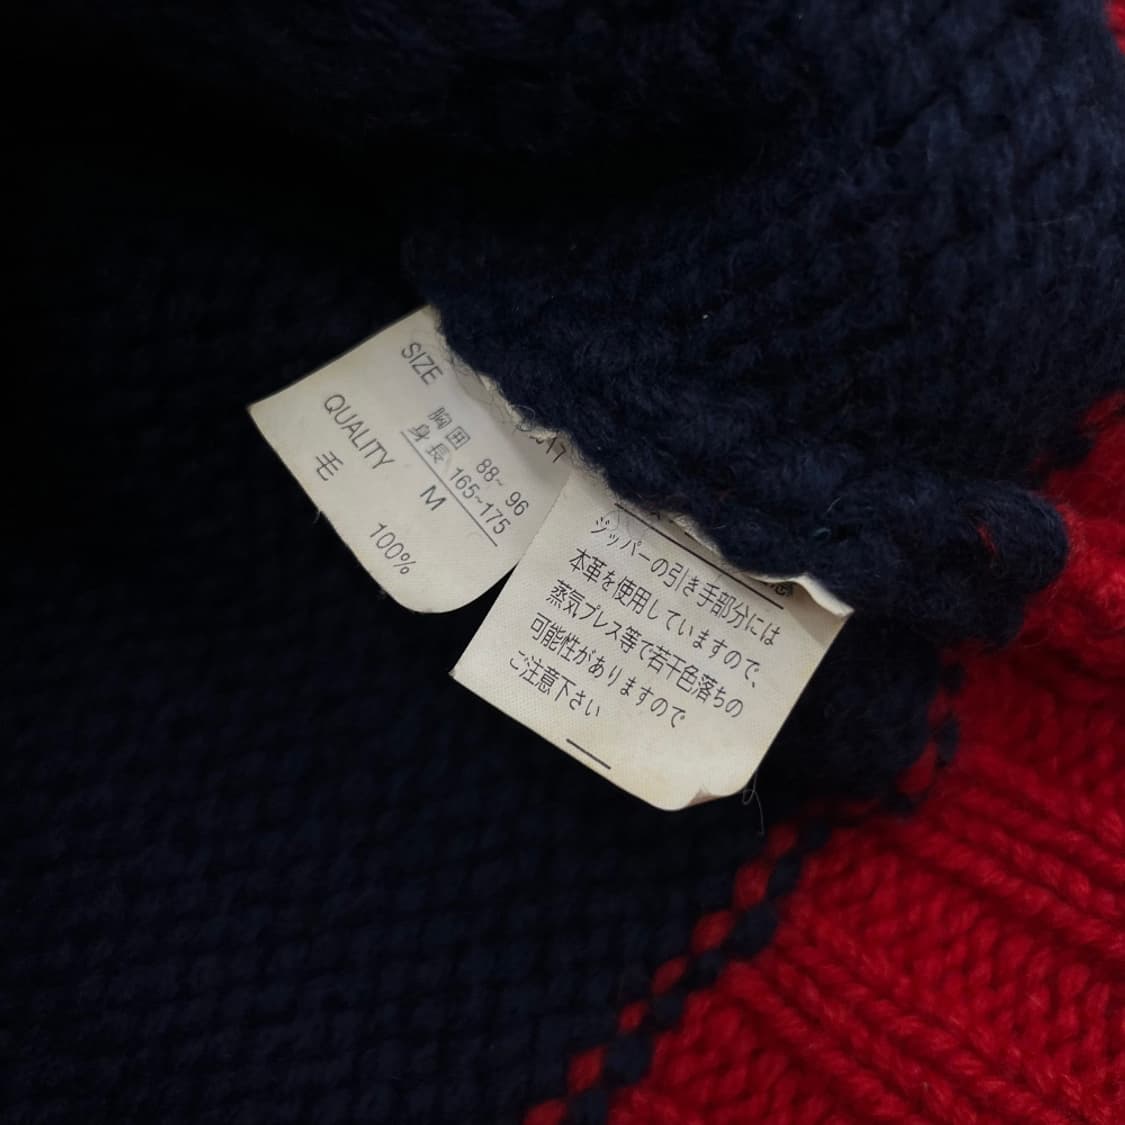 SIZE
胸囲 88~ 96
身長 165~175
M
QUALITY
毛 100%
ジッパーの引き手部分には
本革を使用していますので、
蒸気プレス等で若干色落ちの
可能性がありますので
ご注意下さい